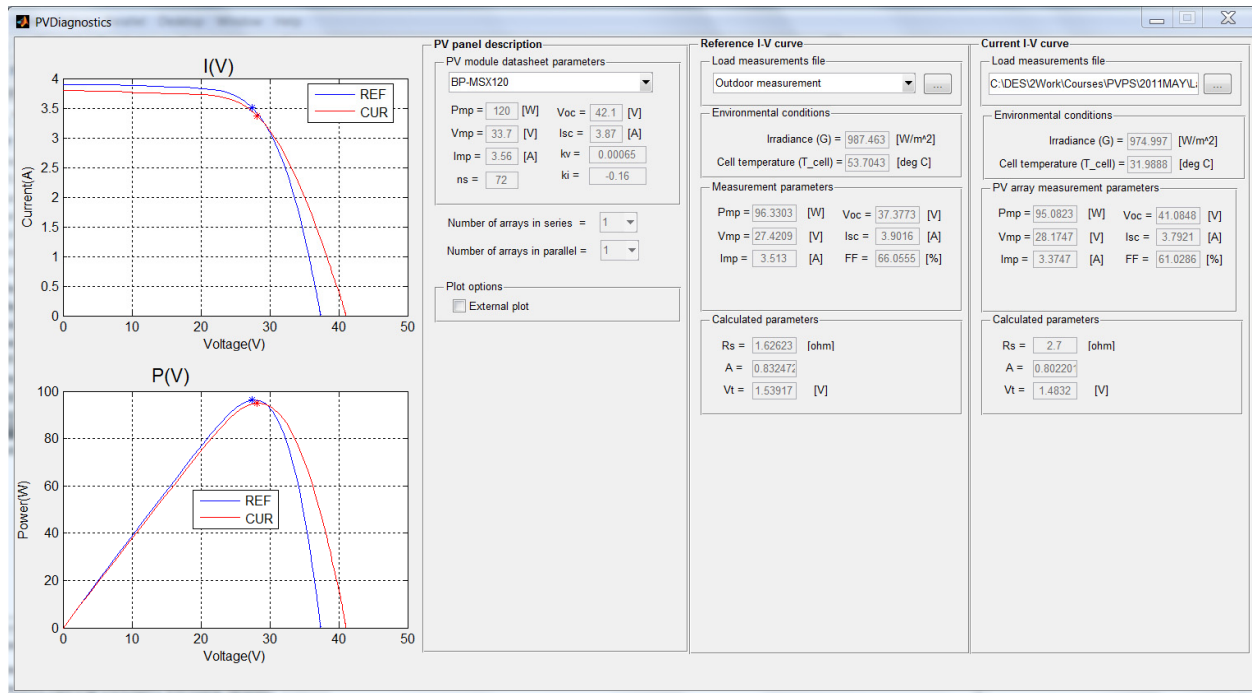 PVDiagnostics
I(V)
4
3.5
3
2.5
2
1.5
1
0.5
0
Current(A)
REF
CUR
0 10 20 30 40 50
Voltage(V)
P(V)
100
80
60
40
20
0
Power(W)
REF
CUR
0 10 20 30 40 50
Voltage(V)
PV panel description
PV module datasheet parameters
BP-MSX120
Pmp = 120 [W] Voc = 42.1 [V]
Vmp = 33.7 [V] Isc = 3.87 [A]
Imp = 3.56 [A] kv = 0.00065
ns = 72 ki = -0.16
Number of arrays in series = 1
Number of arrays in parallel = 1
Plot options
External plot
Reference I-V curve
Load measurements file
Outdoor measurement ...
Environmental conditions
Irradiance (G) = 987.463 [W/m^2]
Cell temperature (T_cell) = 53.7043 [deg C]
Measurement parameters
Pmp = 96.3303 [W] Voc = 37.3773 [V]
Vmp = 27.4209 [V] Isc = 3.9016 [A]
Imp = 3.513 [A] FF = 66.0555 [%]
Calculated parameters
Rs = 1.62623 [ohm]
A = 0.832472
Vt = 1.53917 [V]
Current I-V curve
Load measurements file
C:\DES\2Work\Courses\PVPS\2011MAY\L ...
Environmental conditions
Irradiance (G) = 974.997 [W/m^2]
Cell temperature (T_cell) = 31.9888 [deg C]
PV array measurement parameters
Pmp = 95.0823 [W] Voc = 41.0848 [V]
Vmp = 28.1747 [V] Isc = 3.7921 [A]
Imp = 3.3747 [A] FF = 61.0286 [%]
Calculated parameters
Rs = 2.7 [ohm]
A = 0.80220
Vt = 1.4832 [V]